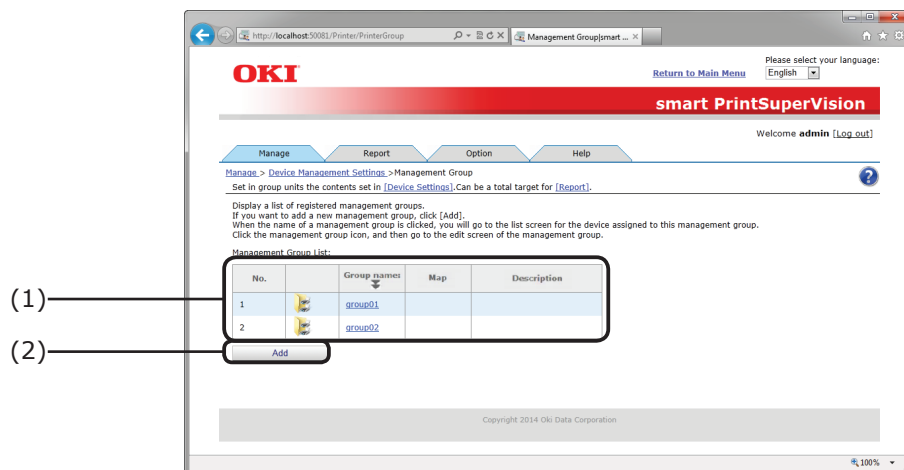 http://localhost:50081/Printer/PrinterGroup
Management Group|smart ...
OKI
Return to Main Menu
Please select your language:
English
smart PrintSuperVision
Welcome admin [Log out]
Manage
Report
Option
Help
Manage > Device Management Settings >Management Group
Set in group units the contents set in [Device Settings].Can be a total target for [Report].
Display a list of registered management groups.
If you want to add a new management group, click [Add].
When the name of a management group is clicked, you will go to the list screen for the device assigned to this management group.
Click the management group icon, and then go to the edit screen of the management group.
Management Group List:
No. Group names Map Description
(1)
1 group01
2 group02
(2)
Add
Copyright 2014 Oki Data Corporation
100%